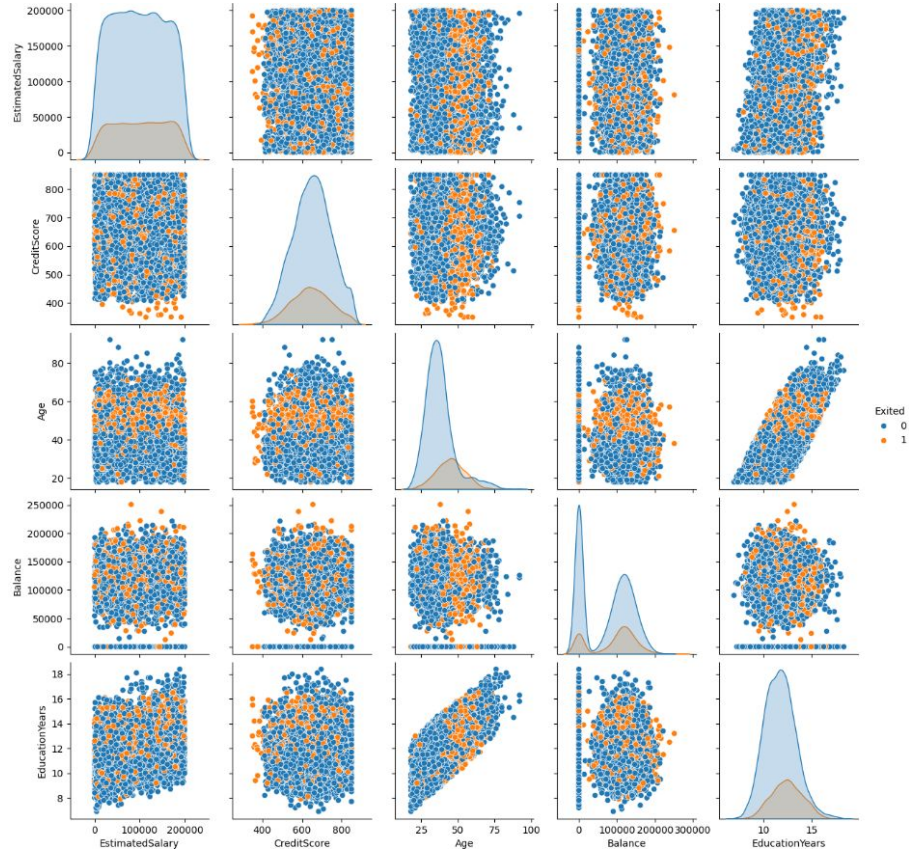 EstimatedSalary
200000
150000
100000
50000
0
CreditScore
800
700
600
500
400
Age
80
60
40
20
Exited
0
1
Balance
250000
200000
150000
100000
50000
0
EducationYears
18
16
14
12
10
8
0 100000 200000
400 600 800
25 50 75 100
0 100000 200000 300000
10 15
EstimatedSalary CreditScore Age Balance EducationYears